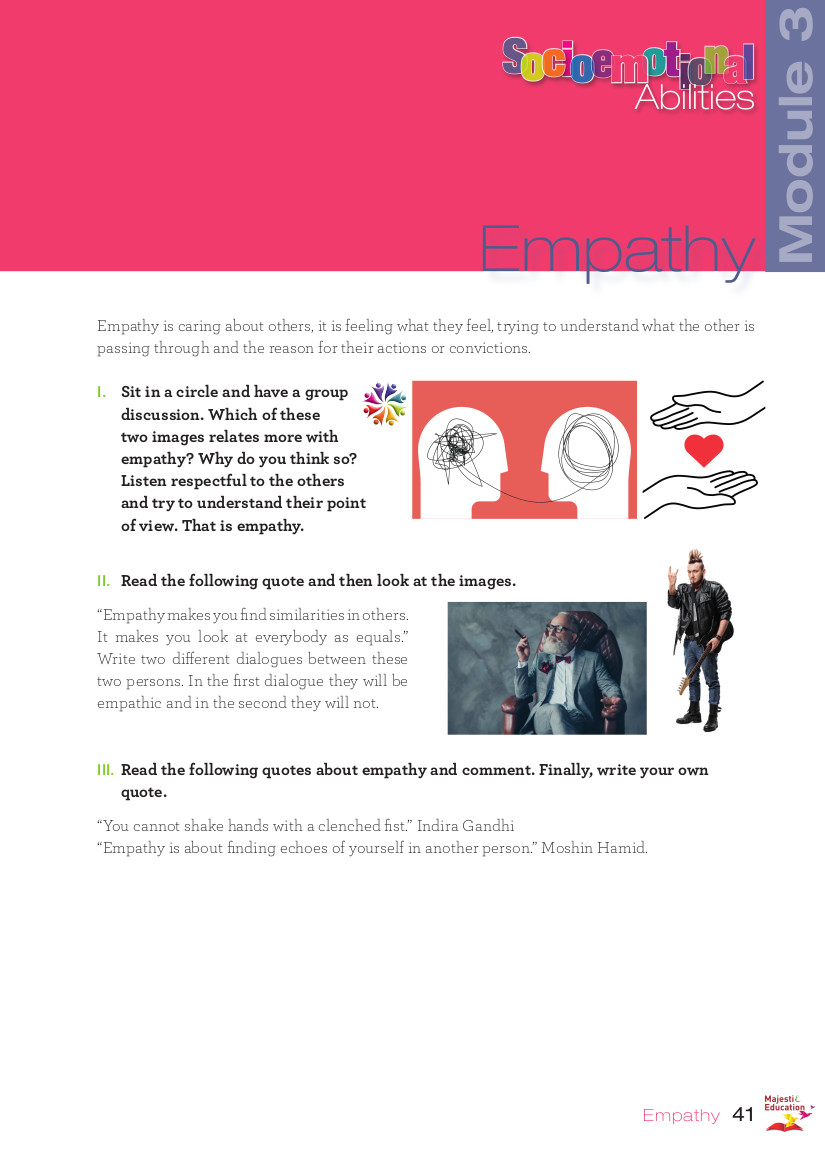 Socioemotional
Abilities
Module 3
Empathy
Empathy is caring about others, it is feeling what they feel, trying to understand what the other is
passing through and the reason for their actions or convictions.
I. Sit in a circle and have a group
discussion. Which of these
two images relates more with
empathy? Why do you think so?
Listen respectful to the others
and try to understand their point
of view. That is empathy.
II. Read the following quote and then look at the images.
“Empathy makes you find similarities in others.
It makes you look at everybody as equals.”
Write two different dialogues between these
two persons. In the first dialogue they will be
empathic and in the second they will not.
III. Read the following quotes about empathy and comment. Finally, write your own
quote.
“You cannot shake hands with a clenched fist.” Indira Gandhi
“Empathy is about finding echoes of yourself in another person.” Moshin Hamid.
Empathy 41
Majestic
Education